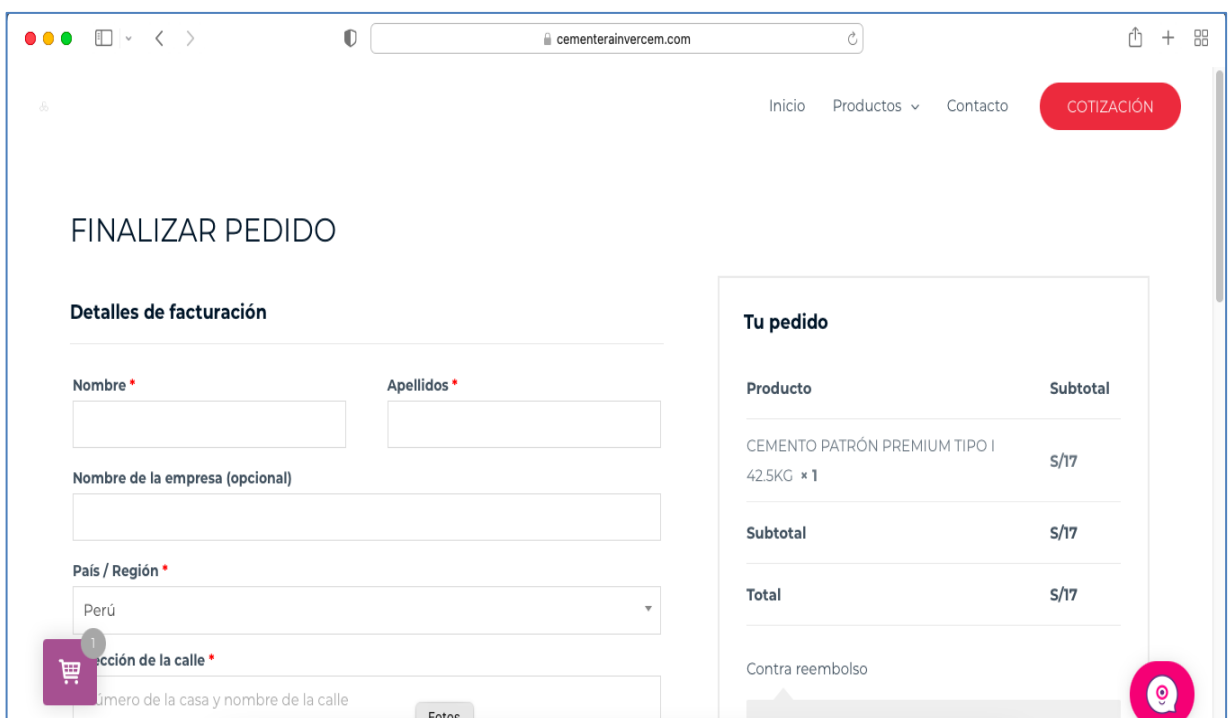 cementerainvercem.com
Inicio Productos Contacto COTIZACIÓN
FINALIZAR PEDIDO
Detalles de facturación
Nombre *
Apellidos *
Nombre de la empresa (opcional)
País / Región *
Perú
1
ección de la calle *
úmero de la casa y nombre de la calle
Fotos
Tu pedido
Producto Subtotal
CEMENTO PATRÓN PREMIUM TIPO I
42.5KG × 1
S/17
Subtotal S/17
Total S/17
Contra reembolso